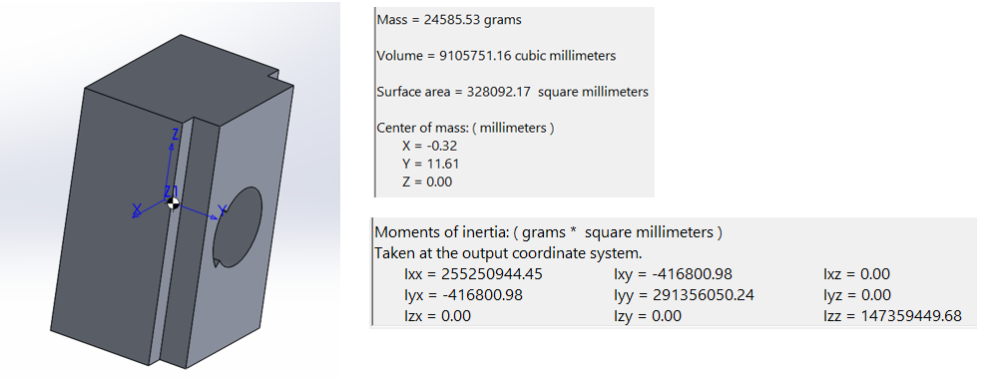 Z
Z
X
Y
Mass = 24585.53 grams
Volume = 9105751.16 cubic millimeters
Surface area = 328092.17 square millimeters
Center of mass: ( millimeters )
X = -0.32
Y = 11.61
Z = 0.00
Moments of inertia: ( grams * square millimeters )
Taken at the output coordinate system.
Ixx = 255250944.45 Ixy = -416800.98 Ixz = 0.00
Iyx = -416800.98 Iyy = 291356050.24 Iyz = 0.00
Izx = 0.00 Izy = 0.00 Izz = 147359449.68